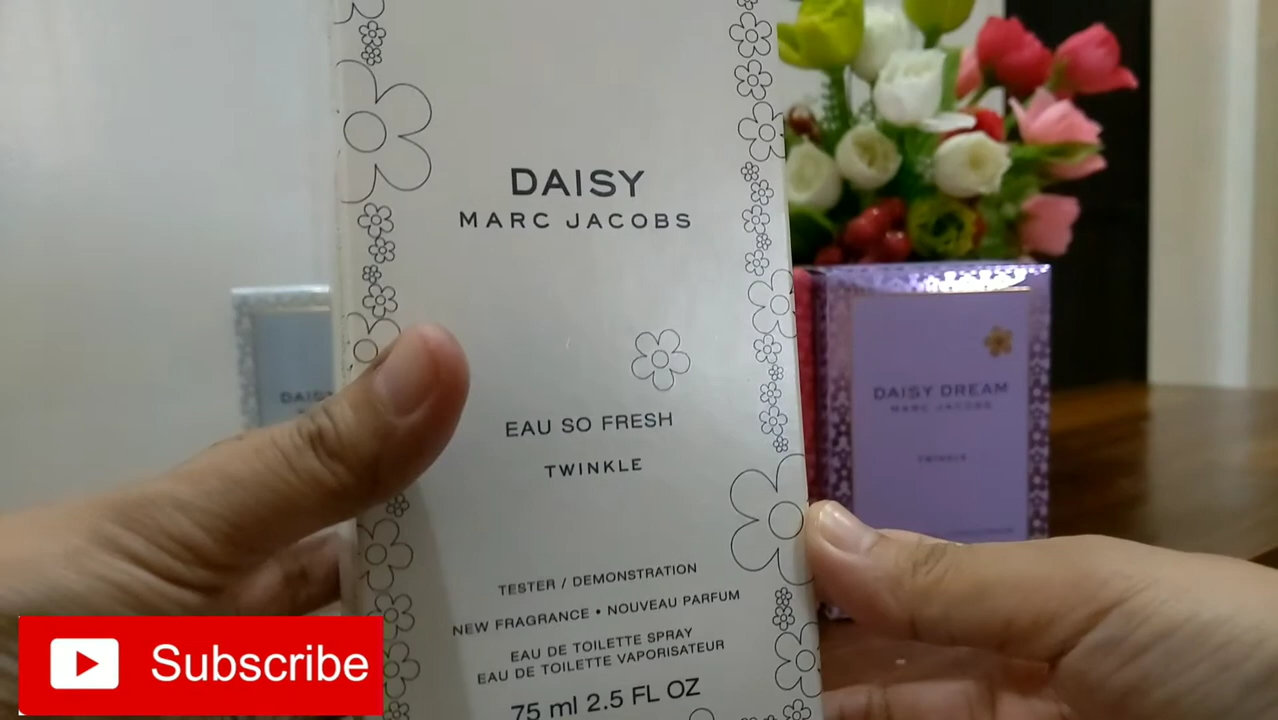 DAISY
MARC JACOBS
EAU SO FRESH
TWINKLE
TESTER / DEMONSTRATION
NEW FRAGRANCE • NOUVEAU PARFUM
EAU DE TOILETTE SPRAY
EAU DE TOILETTE VAPORISATEUR
75 ml 2.5 FL OZ
DAISY
DAISY DREAM
MARC JACOBS
TWINKLE
Subscribe